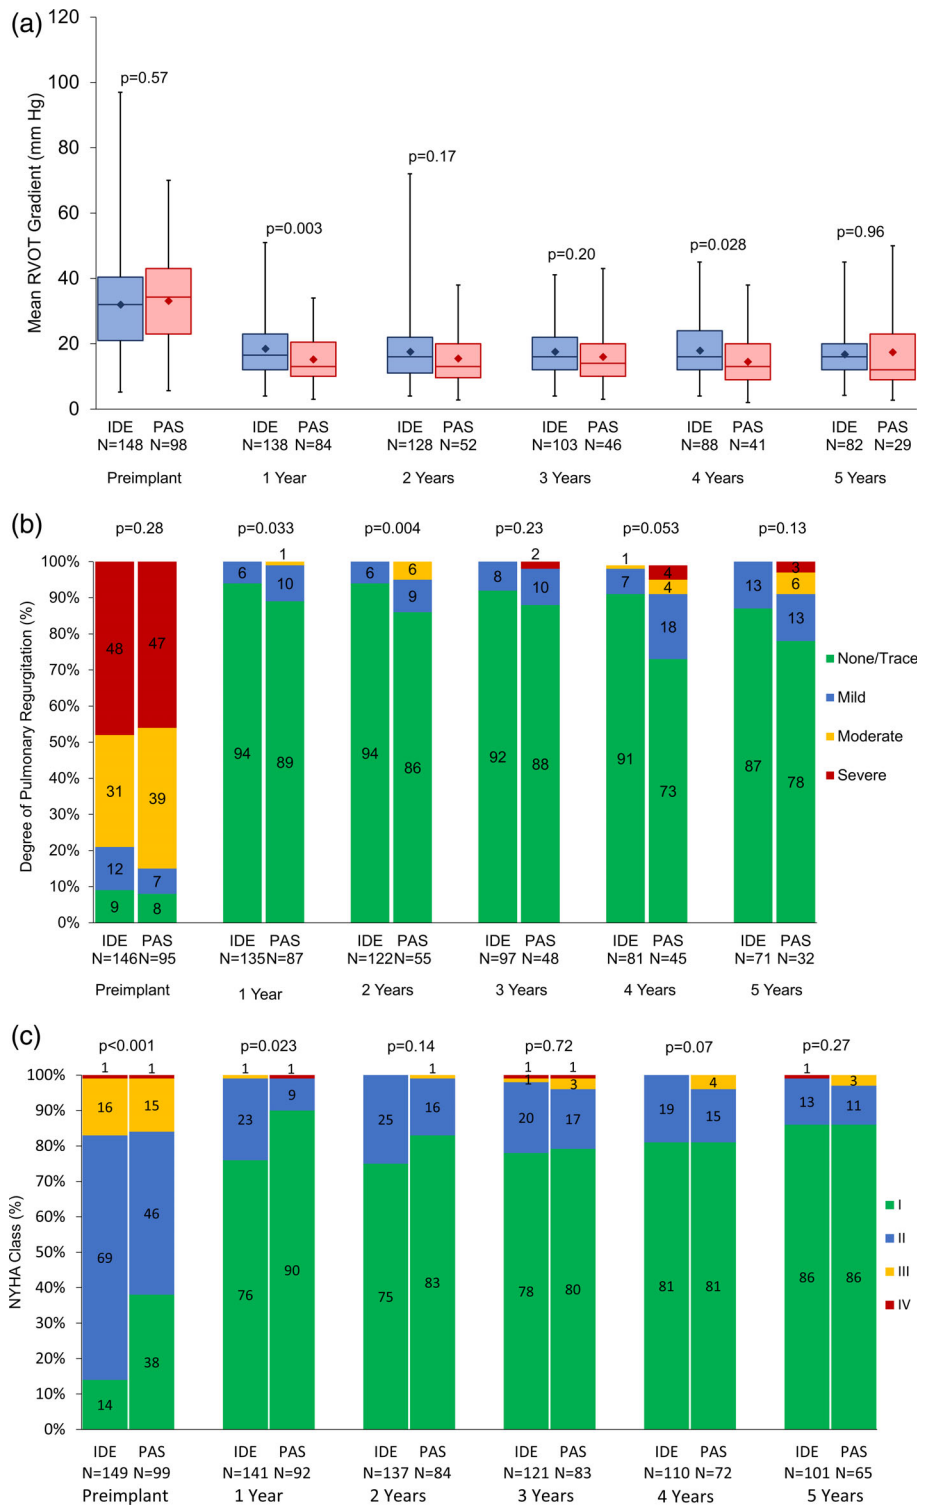 (a)
Mean RVOT Gradient (mm Hg)
120
100
80
60
40
20
0
p=0.57
p=0.003
p=0.17
p=0.20
p=0.028
p=0.96
IDE PAS IDE PAS IDE PAS IDE PAS IDE PAS IDE PAS
N=148 N=98 N=138 N=84 N=128 N=52 N=103 N=46 N=88 N=41 N=82 N=29
Preimplant 1 Year 2 Years 3 Years 4 Years 5 Years
(b)
p=0.28 p=0.033 p=0.004 p=0.23 p=0.053 p=0.13
Degree of Pulmonary Regurgitation (%)
100%
90%
80%
70%
60%
50%
40%
30%
20%
10%
0%
48 31 12 9
47 39 7 8
6 94
1 10 89
6 94
6 9 86
8 92
2 10 88
1 7 91
4 4 18 73
13 87
3 6 13 78
None/Trace
Mild
Moderate
Severe
IDE PAS IDE PAS IDE PAS IDE PAS IDE PAS IDE PAS
N=146 N=95 N=135 N=87 N=122 N=55 N=97 N=48 N=81 N=45 N=71 N=32
Preimplant 1 Year 2 Years 3 Years 4 Years 5 Years
(c)
p<0.001 p=0.023 p=0.14 p=0.72 p=0.07 p=0.27
NYHA Class (%)
100%
90%
80%
70%
60%
50%
40%
30%
20%
10%
0%
1 16 69 14
1 15 46 38
1 23 76
1 9 90
25 75
1 16 83
1 1 20 78
1 3 17 80
19 81
4 15 81
1 13 86
3 11 86
I
II
III
IV
IDE PAS IDE PAS IDE PAS IDE PAS IDE PAS IDE PAS
N=149 N=99 N=141 N=92 N=137 N=84 N=121 N=83 N=110 N=72 N=101 N=65
Preimplant 1 Year 2 Years 3 Years 4 Years 5 Years